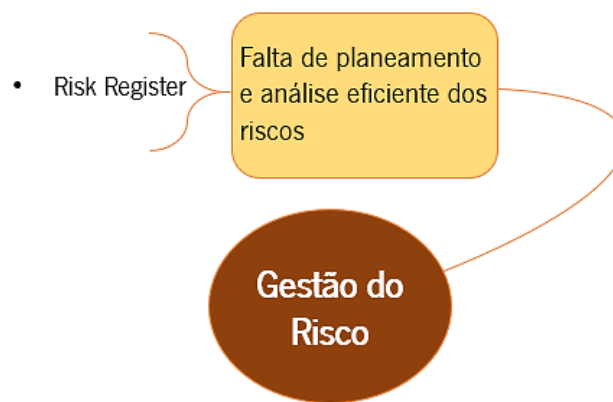 • Risk Register
Falta de planeamento
e análise eficiente dos
riscos
Gestão do
Risco